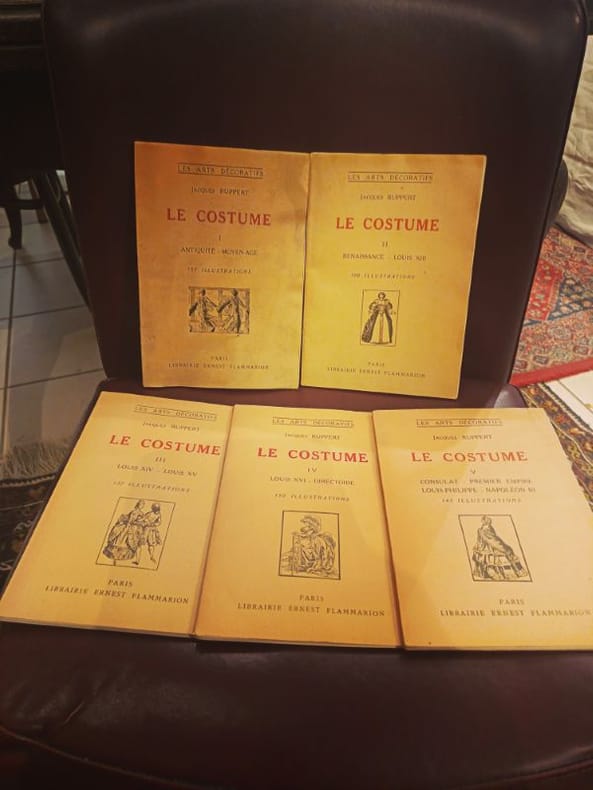 LES ARTS DÉCORATIFS
JACQUES RUPPERT
LE COSTUME
I
ANTIQUITÉ - MOYEN-AGE
PARIS
LIBRAIRIE ERNEST FLAMMARION
LES ARTS DÉCORATIFS
JACQUES RUPPERT
LE COSTUME
II
RENAISSANCE - LOUIS XIII
PARIS
LIBRAIRIE ERNEST FLAMMARION
LES ARTS DÉCORATIFS
JACQUES RUPPERT
LE COSTUME
III
LOUIS XIV - LOUIS XV
ILLUSTRATIONS
PARIS
LIBRAIRIE ERNEST FLAMMARION
LES ARTS DÉCORATIFS
JACQUES RUPPERT
LE COSTUME
IV
LOUIS XVI - DIRECTOIRE
ILLUSTRATIONS
PARIS
LIBRAIRIE ERNEST FLAMMARION
LES ARTS DÉCORATIFS
JACQUES RUPPERT
LE COSTUME
V
CONSULAT - PREMIER EMPIRE
LOUIS-PHILIPPE - NAPOLÉON III
ILLUSTRATIONS
PARIS
LIBRAIRIE ERNEST FLAMMARION